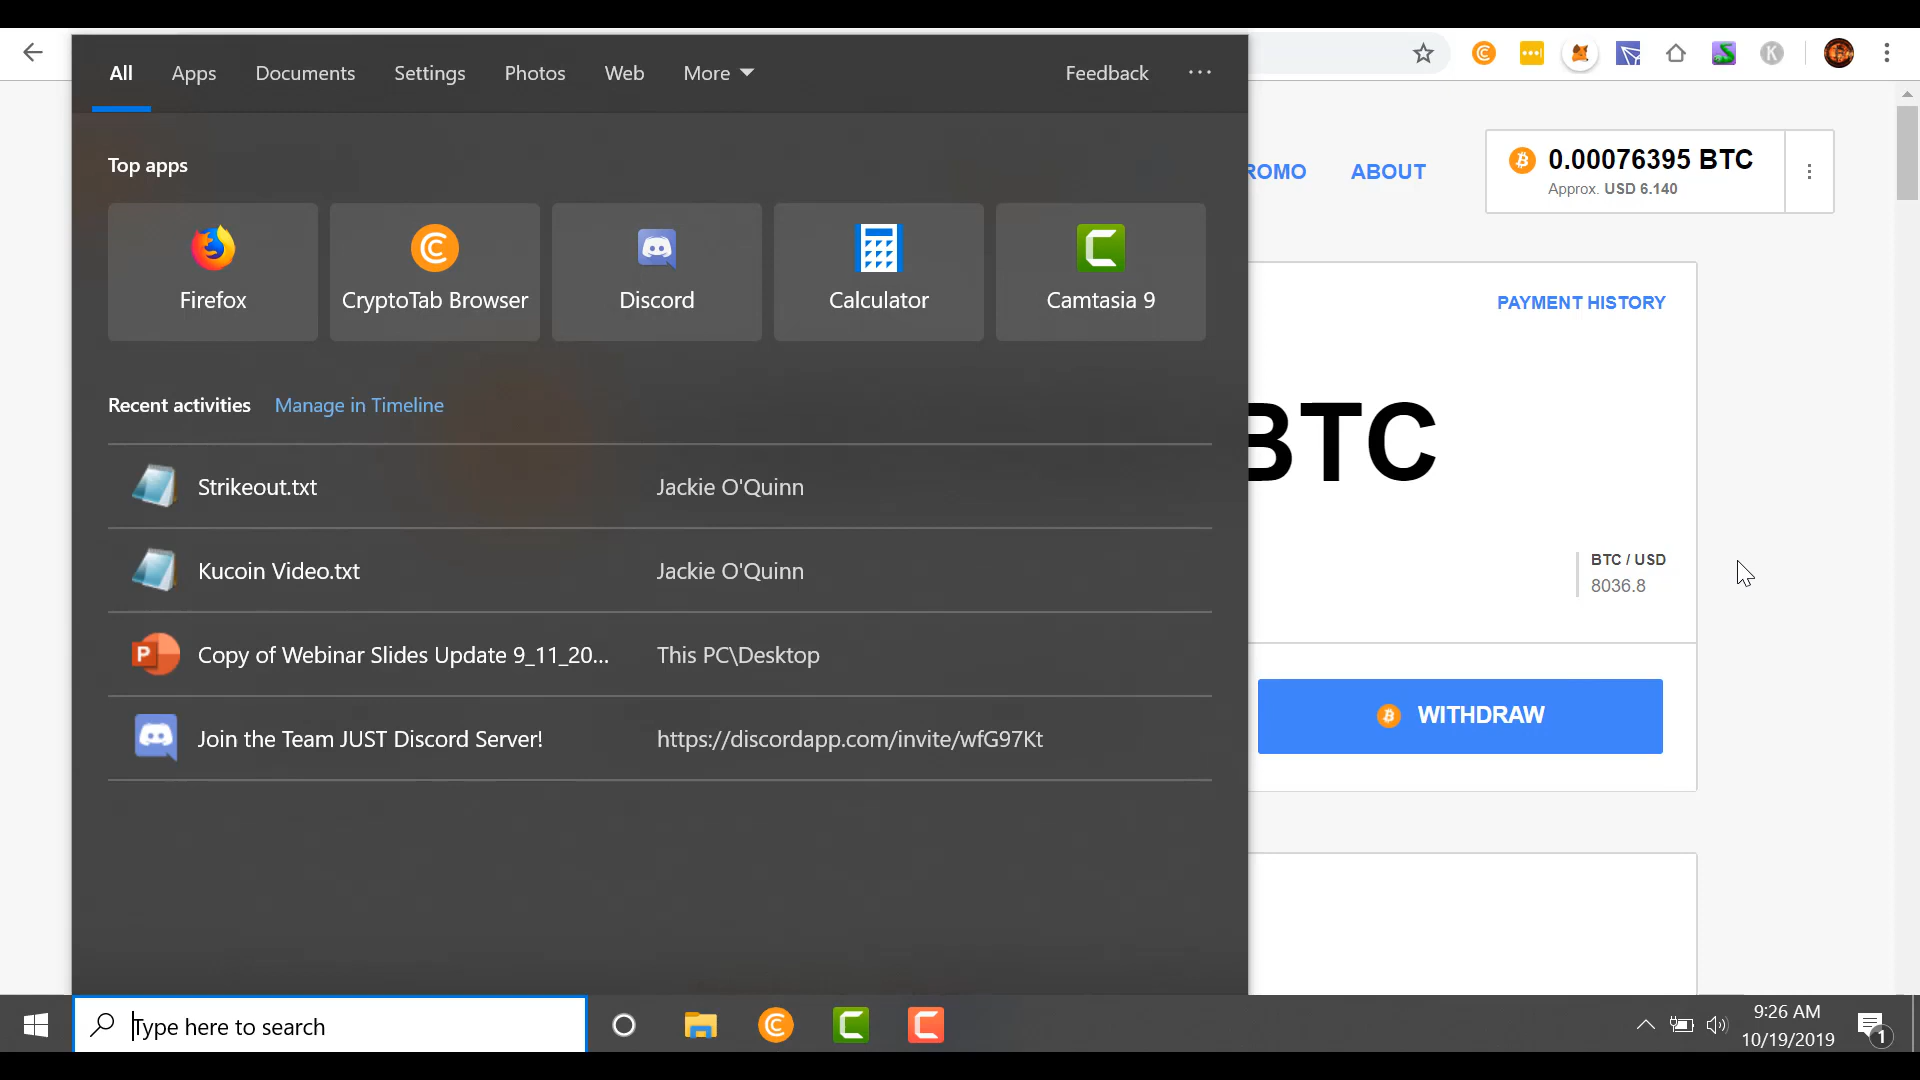 All Apps Documents Settings Photos Web More Feedback
ROMO ABOUT
0.00076395 BTC
Approx. USD 6.140
Top apps
Firefox CryptoTab Browser Discord Calculator Camtasia 9
PAYMENT HISTORY
Recent activities Manage in Timeline
BTC
Strikeout.txt Jackie O'Quinn
Kucoin Video.txt Jackie O'Quinn
BTC / USD
8036.8
Copy of Webinar Slides Update 9_11_20... This PC\Desktop
Join the Team JUST Discord Server! https://discordapp.com/invite/wfG97Kt
WITHDRAW
Type here to search
9:26 AM
10/19/2019
1